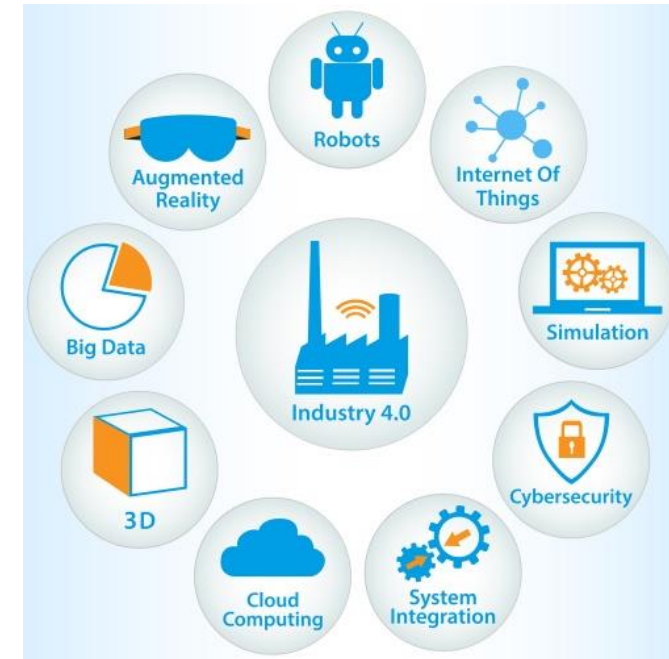 Robots
Augmented
Reality
Internet Of
Things
Big Data
Simulation
Industry 4.0
3D
Cybersecurity
Cloud
Computing
System
Integration